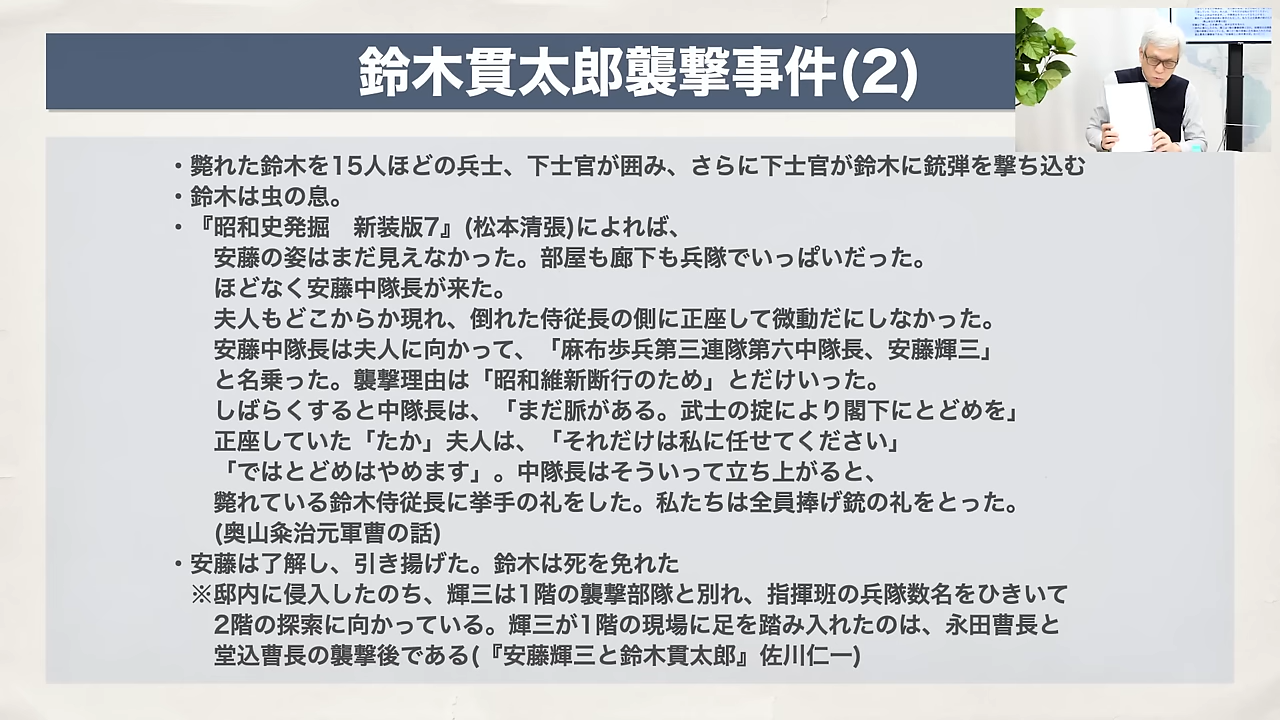 鈴木貫太郎襲撃事件(2)
・斃れた鈴木を15人ほどの兵士、下士官が囲み、さらに下士官が鈴木に銃弾を撃ち込む
・鈴木は虫の息。
・『昭和史発掘　新装版7』(松本清張)によれば、
安藤の姿はまだ見えなかった。部屋も廊下も兵隊でいっぱいだった。
ほどなく安藤中隊長が来た。
夫人もどこからか現れ、倒れた侍従長の側に正座して微動だにしなかった。
安藤中隊長は夫人に向かって、「麻布歩兵第三連隊第六中隊長、安藤輝三」
と名乗った。襲撃理由は「昭和維新断行のため」とだけいった。
しばらくすると中隊長は、「まだ脈がある。武士の掟により閣下にとどめを」
正座していた「たか」夫人は、「それだけは私に任せてください」
「ではとどめはやめます」。中隊長はそういって立ち上がると、
斃れている鈴木侍従長に挙手の礼をした。私たちは全員捧げ銃の礼をとった。
(奥山粂治元軍曹の話)
・安藤は了解し、引き揚げた。鈴木は死を免れた
※邸内に侵入したのち、輝三は1階の襲撃部隊と別れ、指揮班の兵隊数名をひきいて
2階の探索に向かっている。輝三が1階の現場に足を踏み入れたのは、永田曹長と
堂込曹長の襲撃後である(『安藤輝三と鈴木貫太郎』佐川仁一)